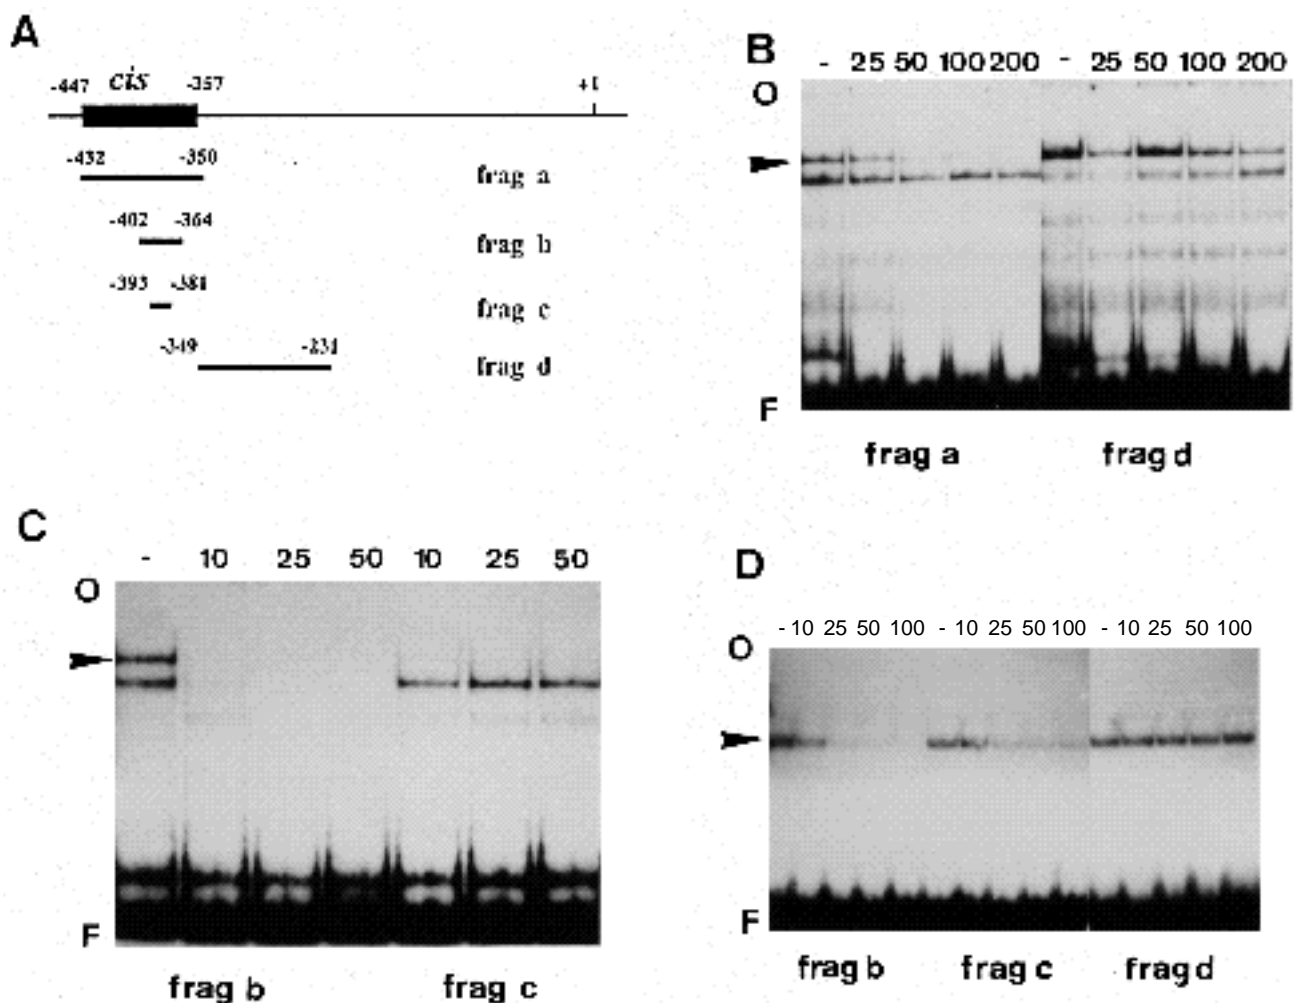 A
-447 cis -357 +1
-432 -350
frag a
-402 -364
frag b
-393 -381
frag c
-349 -231
frag d
B
- 25 50 100 200 - 25 50 100 200
O
F
frag a frag d
C
- 10 25 50 10 25 50
O
F
frag b frag c
D
- 10 25 50 100 - 10 25 50 100 - 10 25 50 100
O
F
frag b frag c frag d